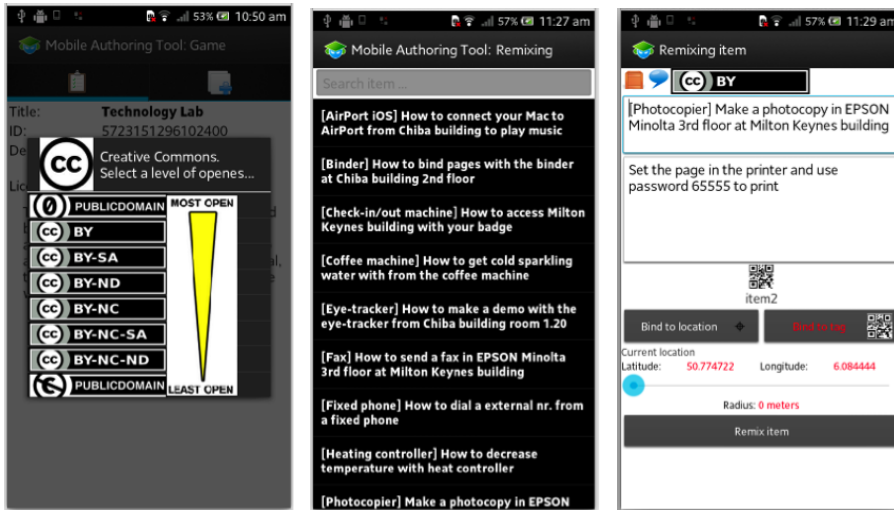 53% 10:50 am
Mobile Authoring Tool: Game
Title: Technology Lab
ID: 5723151296102400
De
Lic
cc
Creative Commons.
Select a level of openes...
PUBLICDOMAIN
cc BY
cc BY-SA
cc BY-ND
cc BY-NC
cc BY-NC-SA
cc BY-NC-ND
PUBLICDOMAIN
MOST OPEN
LEAST OPEN
57% 11:27 am
Mobile Authoring Tool: Remixing
Search item ...
[AirPort iOS] How to connect your Mac to
AirPort from Chiba building to play music
[Binder] How to bind pages with the binder
at Chiba building 2nd floor
[Check-in/out machine] How to access Milton
Keynes building with your badge
[Coffee machine] How to get cold sparkling
water with from the coffee machine
[Eye-tracker] How to make a demo with the
eye-tracker from Chiba building room 1.20
[Fax] How to send a fax in EPSON Minolta
3rd floor at Milton Keynes building
[Fixed phone] How to dial a external nr. from
a fixed phone
[Heating controller] How to decrease
temperature with heat controller
[Photocopier] Make a photocopy in EPSON
57% 11:29 am
Remixing item
cc BY
[Photocopier] Make a photocopy in EPSON
Minolta 3rd floor at Milton Keynes building
Set the page in the printer and use
password 65555 to print
item2
Bind to location
Bind to tag
Current location
Latitude: 50.774722 Longitude: 6.084444
Radius: 0 meters
Remix item